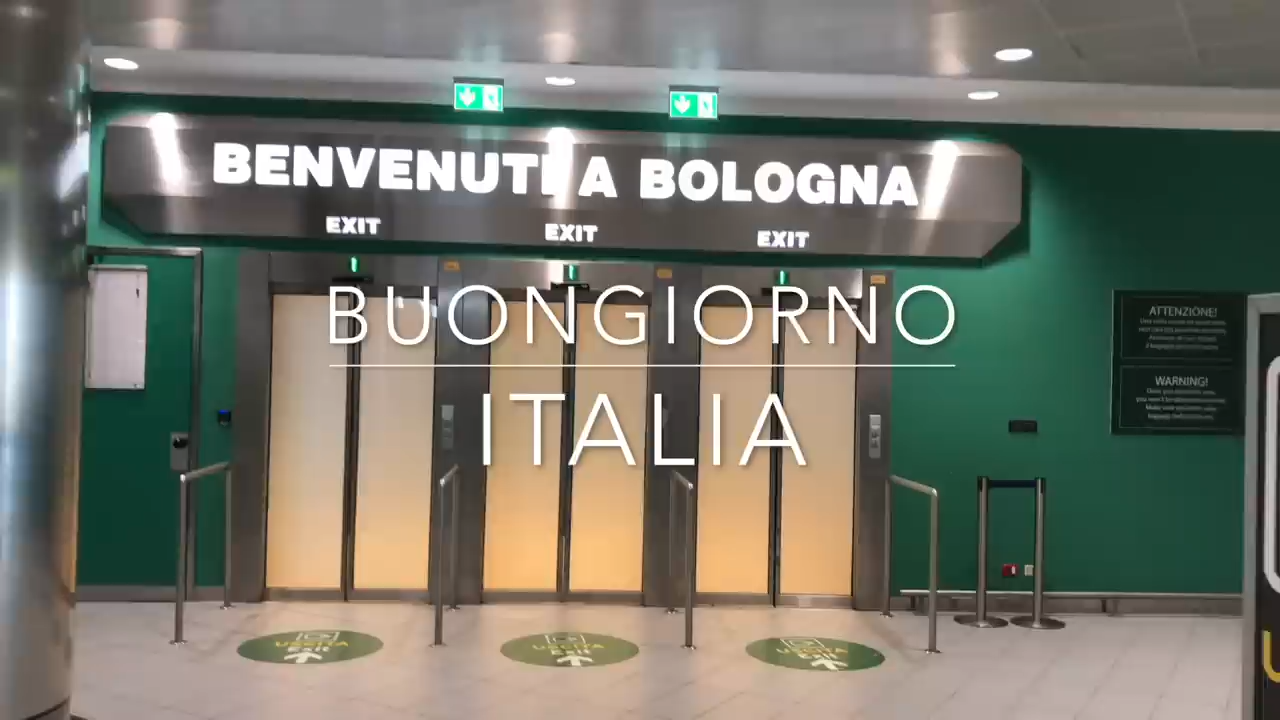 BENVENUTI A BOLOGNA
EXIT
EXIT
EXIT
BUONGIORNO
ITALIA
ATTENZIONE!
WARNING!
USCITA
Exit
USCITA
Exit
USCITA
Exit